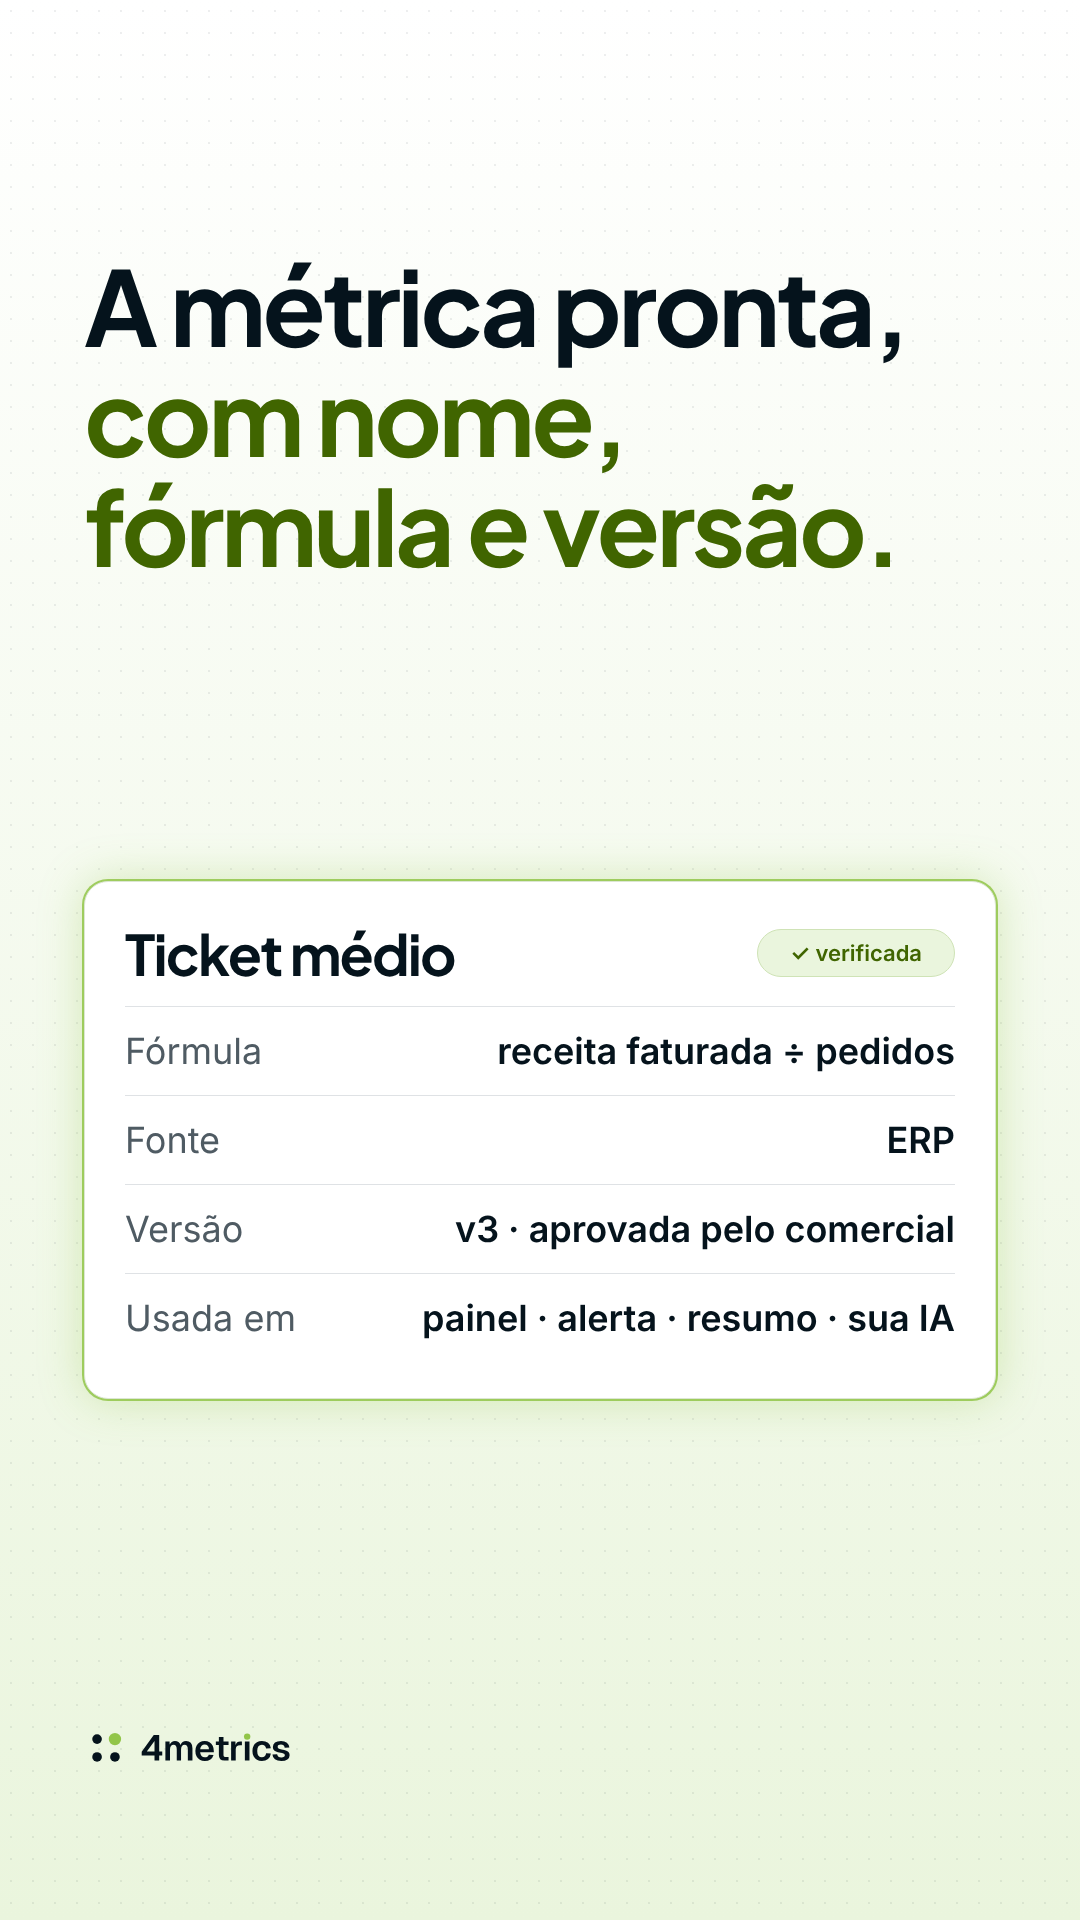 A métrica pronta,
com nome,
fórmula e versão.
Ticket médio
✓ verificada
Fórmula receita faturada ÷ pedidos
Fonte ERP
Versão v3 · aprovada pelo comercial
Usada em painel · alerta · resumo · sua IA
4metrics